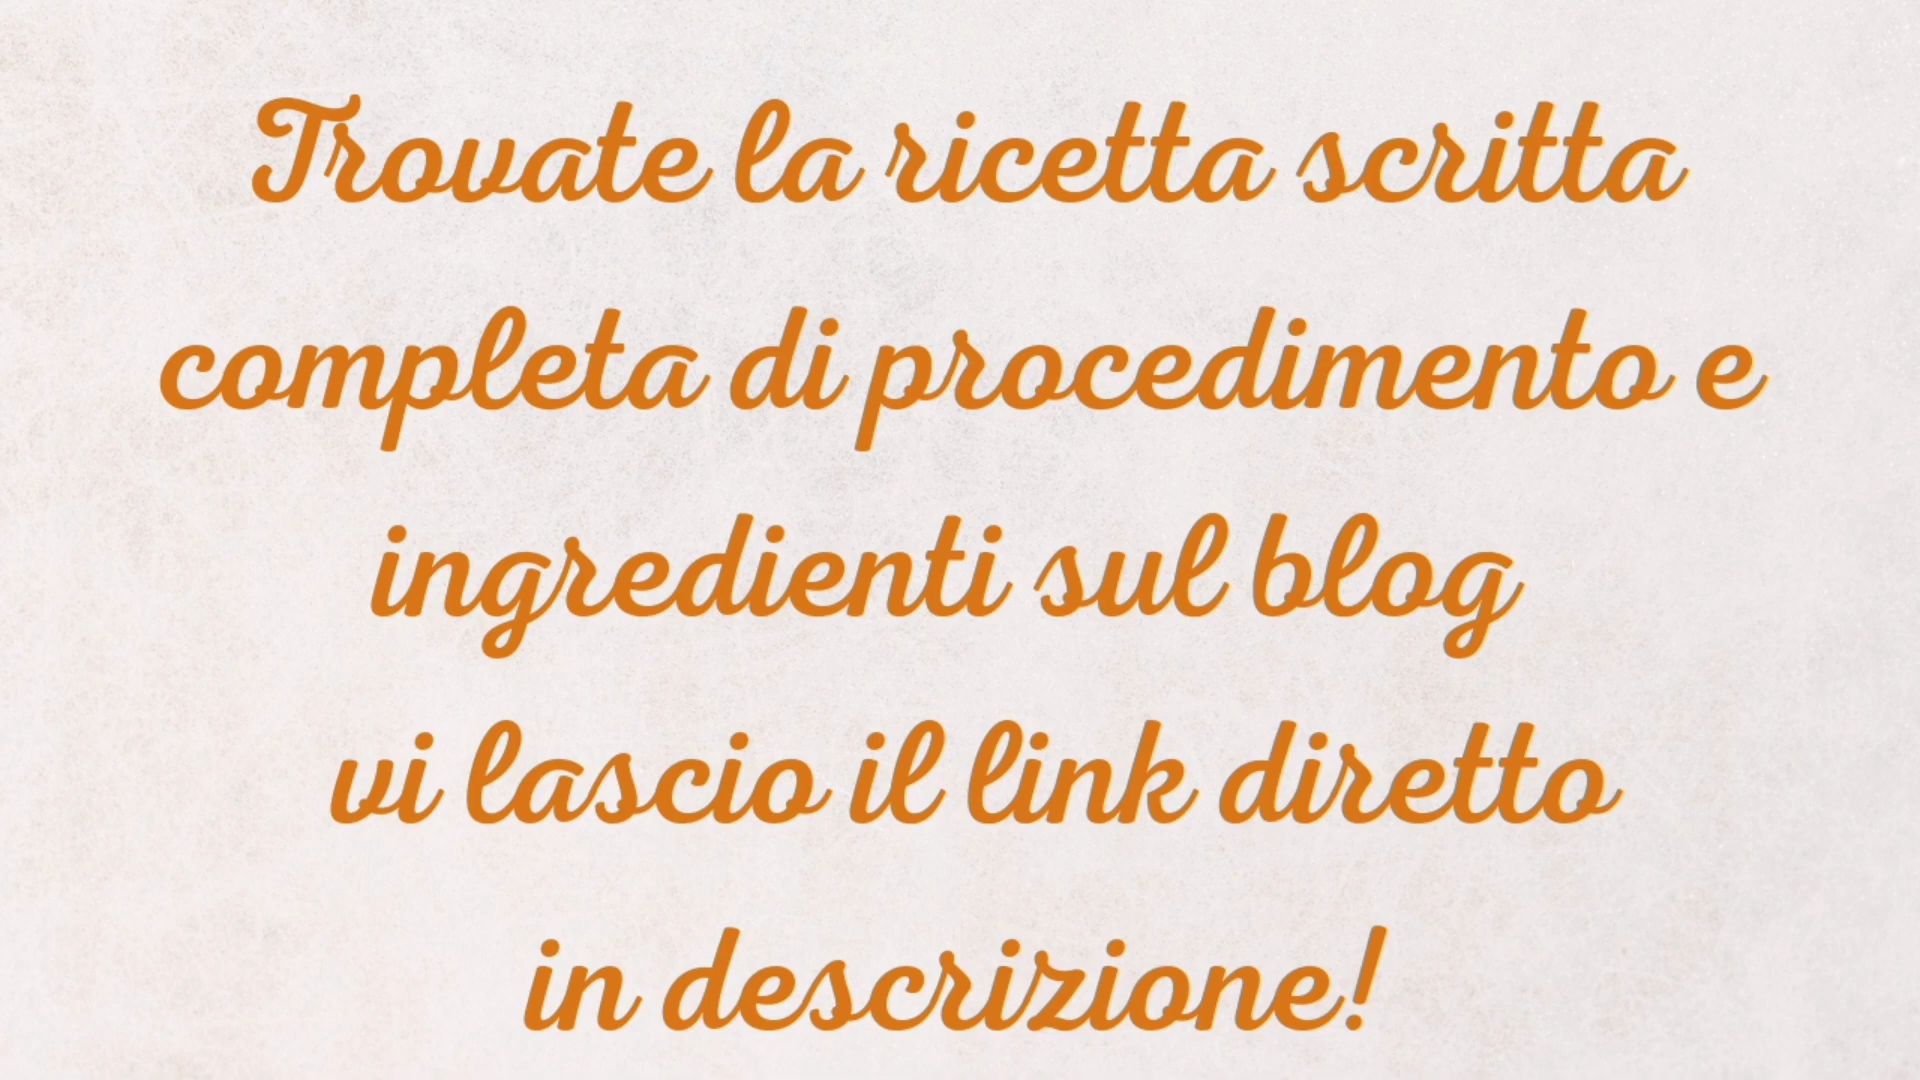 Trovate la ricetta scritta
completa di procedimento e
ingredienti sul blog
vi lascio il link diretto
in descrizione!